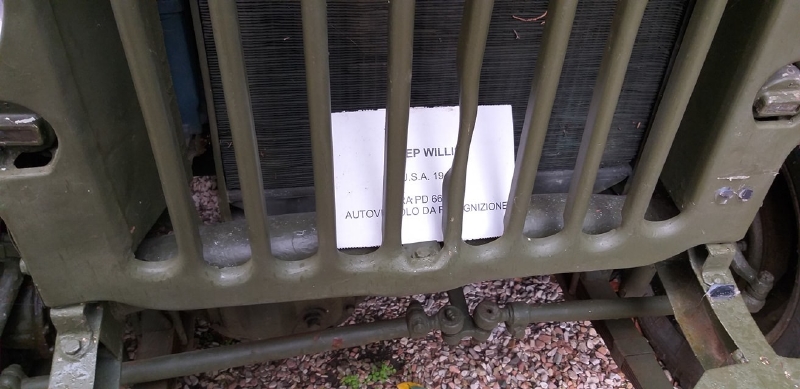 EP WILLI
.S.A. 19
RA PD 66
AUTOV OLO DA R GNIZIONE